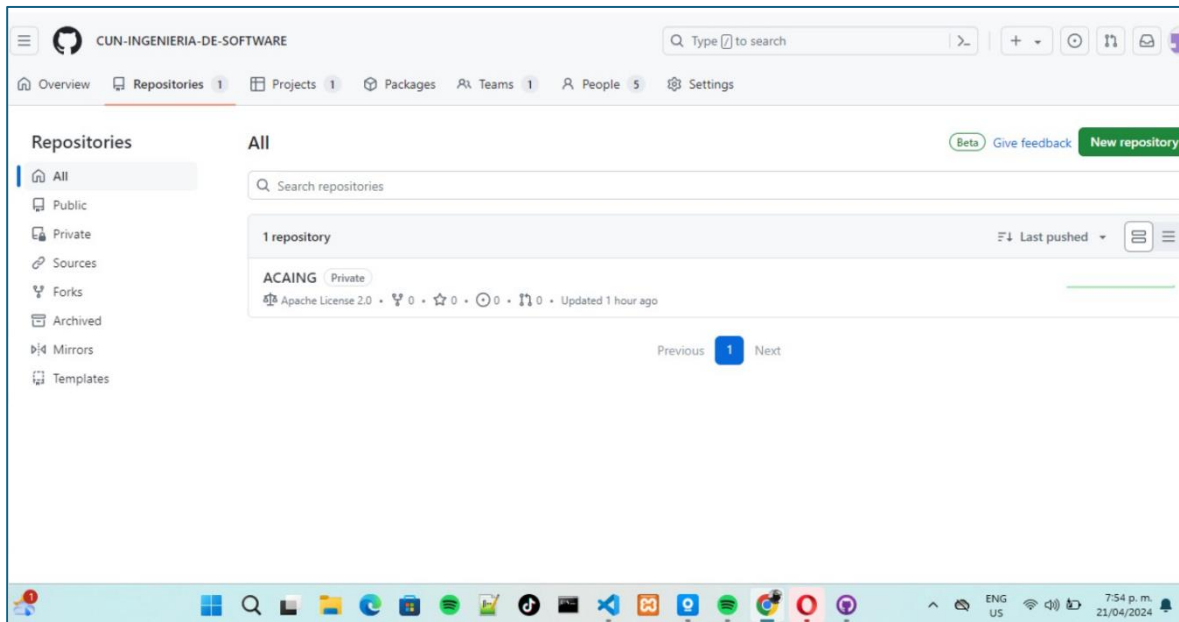 CUN-INGENIERIA-DE-SOFTWARE
Type / to search
Overview Repositories 1 Projects 1 Packages Teams 1 People 5 Settings
Repositories
All
Public
Private
Sources
Forks
Archived
Mirrors
Templates
All
Beta Give feedback New repository
Search repositories
1 repository Last pushed
ACAING Private
Apache License 2.0 • 0 • 0 • 0 • 0 • Updated 1 hour ago
Previous 1 Next
1
ENG
US
7:54 p. m.
21/04/2024